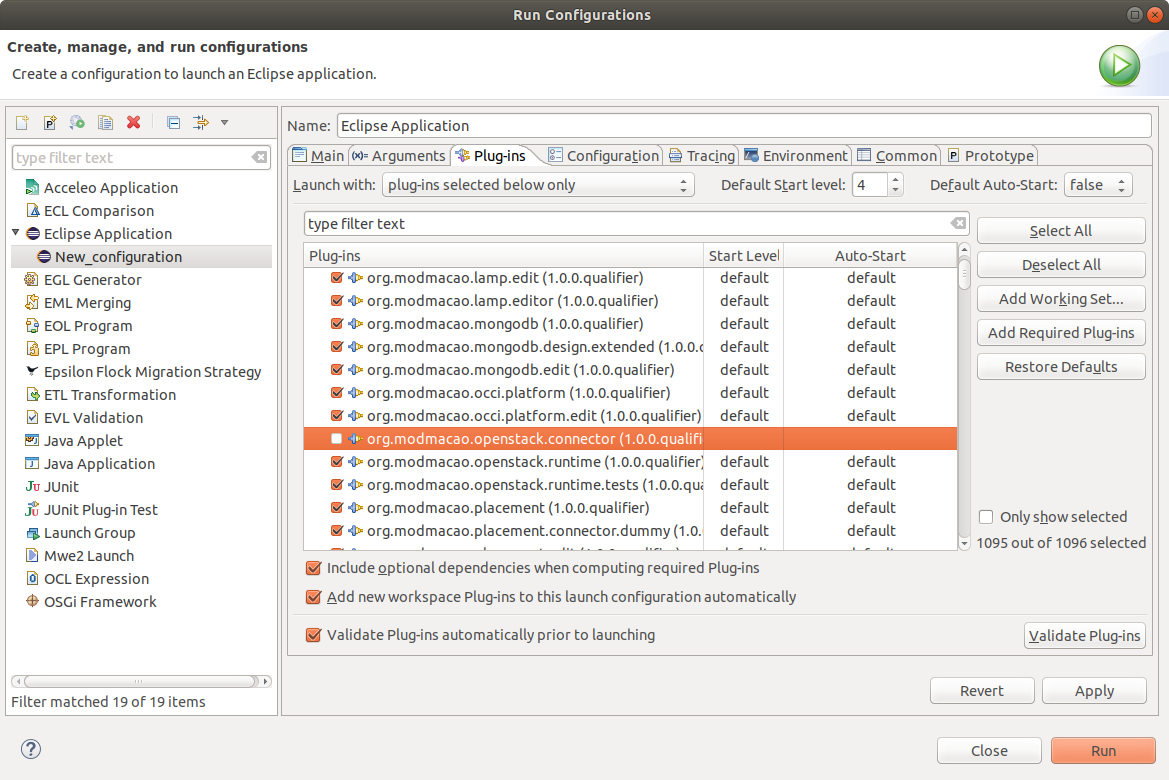 Run Configurations
Create, manage, and run configurations
Create a configuration to launch an Eclipse application.
type filter text
Acceleo Application
ECL Comparison
Eclipse Application
New_configuration
EGL Generator
EML Merging
EOL Program
EPL Program
Epsilon Flock Migration Strategy
ETL Transformation
EVL Validation
Java Applet
Java Application
JUnit
JUnit Plug-in Test
Launch Group
Mwe2 Launch
OCL Expression
OSGi Framework
Filter matched 19 of 19 items
Name: Eclipse Application
Main (x)= Arguments Plug-ins Configuration Tracing Environment Common Prototype
Launch with: plug-ins selected below only Default Start level: 4 Default Auto-Start: false
type filter text
Plug-ins Start Level Auto-Start
org.modmacao.lamp.edit (1.0.0.qualifier) default default
org.modmacao.lamp.editor (1.0.0.qualifier) default default
org.modmacao.mongodb (1.0.0.qualifier) default default
org.modmacao.mongodb.design.extended (1.0.0.q default default
org.modmacao.mongodb.edit (1.0.0.qualifier) default default
org.modmacao.occi.platform (1.0.0.qualifier) default default
org.modmacao.occi.platform.edit (1.0.0.qualifier) default default
org.modmacao.openstack.connector (1.0.0.qualifi
org.modmacao.openstack.runtime (1.0.0.qualifier) default default
org.modmacao.openstack.runtime.tests (1.0.0.qua default default
org.modmacao.placement (1.0.0.qualifier) default default
org.modmacao.placement.connector.dummy (1.0. default default
Select All
Deselect All
Add Working Set...
Add Required Plug-ins
Restore Defaults
Only show selected
1095 out of 1096 selected
Include optional dependencies when computing required Plug-ins
Add new workspace Plug-ins to this launch configuration automatically
Validate Plug-ins automatically prior to launching Validate Plug-ins
Revert Apply
? Close Run